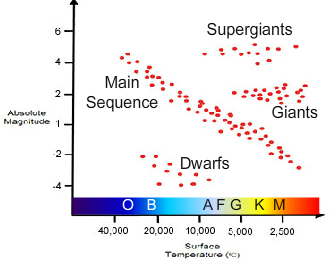 Supergiants
6
4
Main
Sequence
2
Giants
Absolute
Magnitude
1
-2
Dwarfs
-4
O B A F G K M
40,000 20,000 10,000 5,000 2,500
Surface
Temperature (°C)